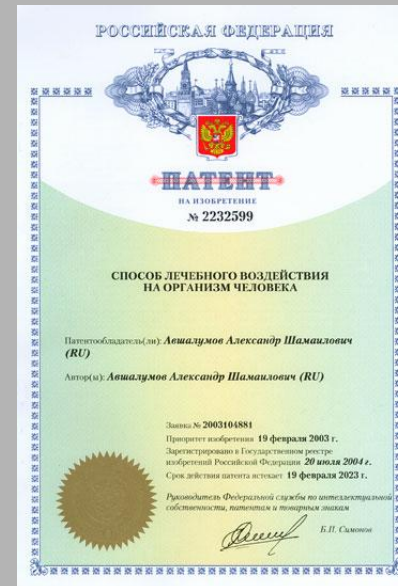 РОССИЙСКАЯ ФЕДЕРАЦИЯ
ПАТЕНТ
НА ИЗОБРЕТЕНИЕ
№ 2232599
СПОСОБ ЛЕЧЕБНОГО ВОЗДЕЙСТВИЯ
НА ОРГАНИЗМ ЧЕЛОВЕКА
Патентообладатель(ли): Авшалумов Александр Шамаилович
(RU)
Автор(ы): Авшалумов Александр Шамаилович (RU)
Заявка № 2003104881
Приоритет изобретения 19 февраля 2003 г.
Зарегистрировано в Государственном реестре
изобретений Российской Федерации 20 июля 2004 г.
Срок действия патента истекает 19 февраля 2023 г.
Руководитель Федеральной службы по интеллектуальной
собственности, патентам и товарным знакам
Б.П. Симонов